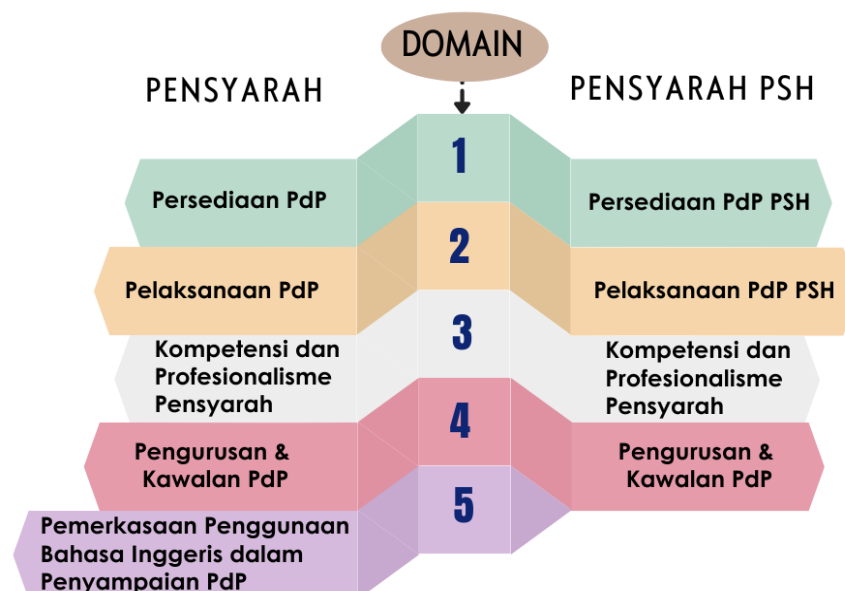 DOMAIN
PENSYARAH
PENSYARAH PSH
1
Persediaan PdP
Persediaan PdP PSH
2
Pelaksanaan PdP
Pelaksanaan PdP PSH
3
Kompetensi dan
Profesionalisme
Pensyarah
Kompetensi dan
Profesionalisme
Pensyarah
4
Pengurusan &
Kawalan PdP
Pengurusan &
Kawalan PdP
5
Pemerkasaan Penggunaan
Bahasa Inggeris dalam
Penyampaian PdP